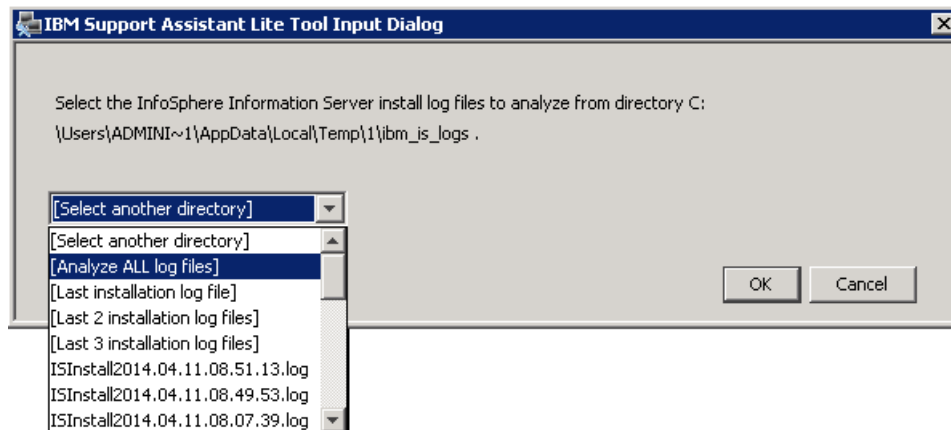 IBM Support Assistant Lite Tool Input Dialog
Select the InfoSphere Information Server install log files to analyze from directory C:
\Users\ADMINI~1\AppData\Local\Temp\1\ibm_is_logs .
[Select another directory]
[Select another directory]
[Analyze ALL log files]
[Last installation log file]
[Last 2 installation log files]
[Last 3 installation log files]
ISInstall2014.04.11.08.51.13.log
ISInstall2014.04.11.08.49.53.log
ISInstall2014.04.11.08.07.39.log
OK
Cancel